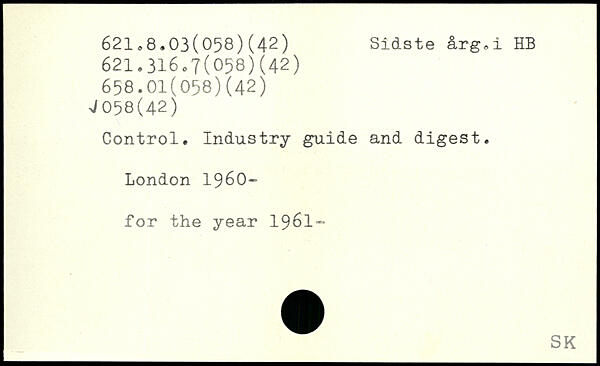 621.8.03(058)(42)    Sidste årg.i HB
621.316.7(058)(42)
658.01(058)(42)
√058(42)
Control. Industry guide and digest.
London 1960-
for the year 1961-
SK